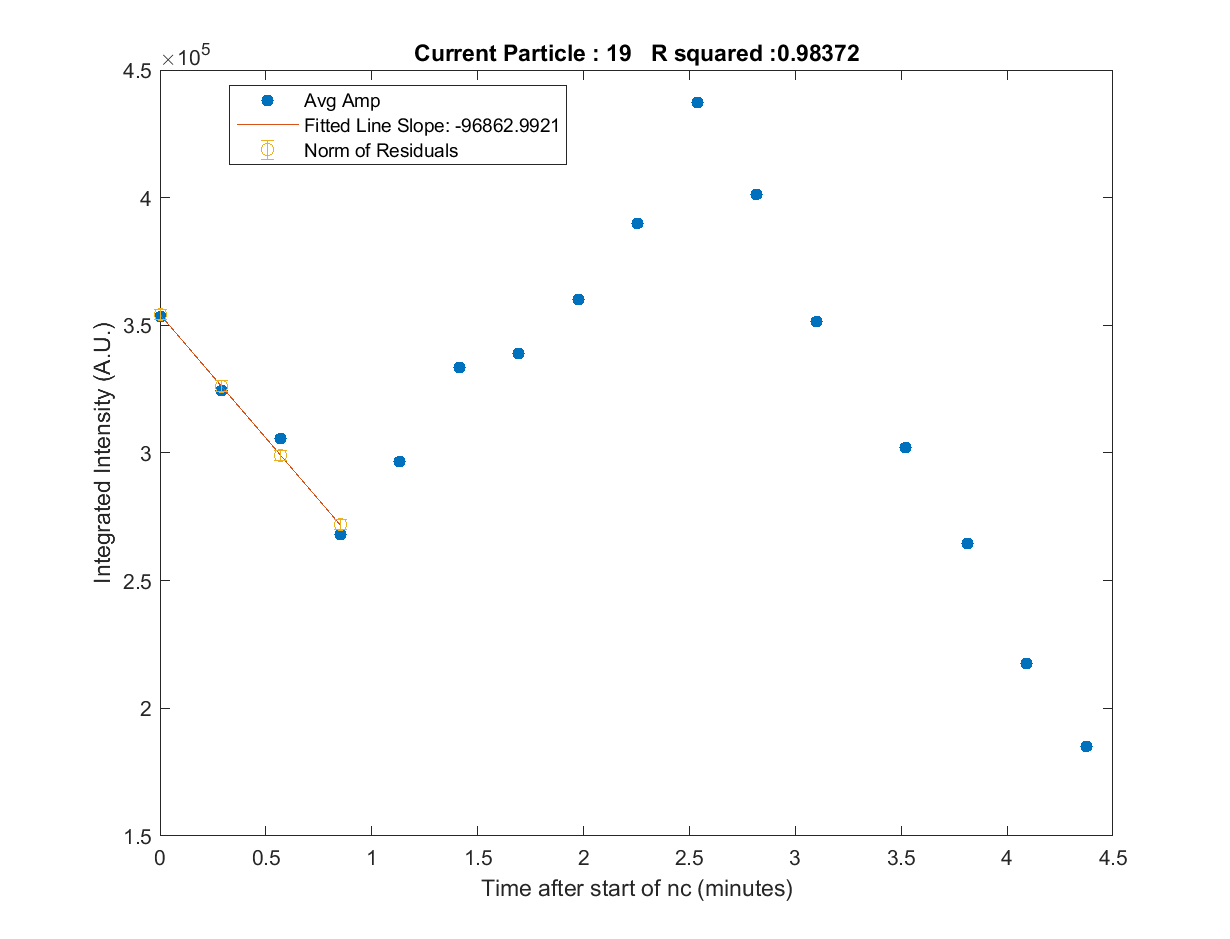 Current Particle : 19 R squared :0.98372
×10^5
Avg Amp
Fitted Line Slope: -96862.9921
Norm of Residuals
4.5
4
3.5
3
2.5
2
1.5
Integrated Intensity (A.U.)
0 0.5 1 1.5 2 2.5 3 3.5 4 4.5
Time after start of nc (minutes)